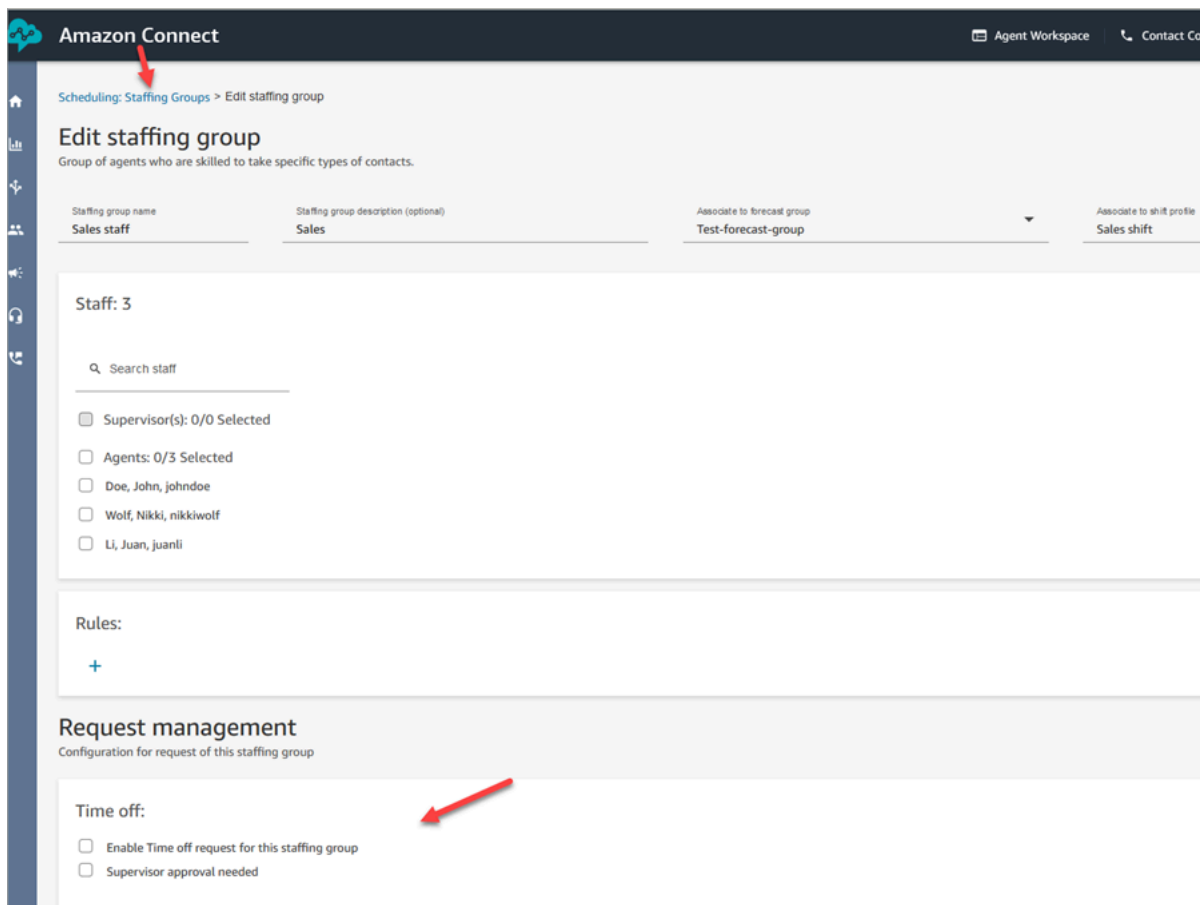 Amazon Connect
Agent Workspace
Contact Co
Scheduling: Staffing Groups > Edit staffing group
Edit staffing group
Group of agents who are skilled to take specific types of contacts.
Staffing group name
Sales staff
Staffing group description (optional)
Sales
Associate to forecast group
Test-forecast-group
Associate to shift profile
Sales shift
Staff: 3
Search staff
Supervisor(s): 0/0 Selected
Agents: 0/3 Selected
Doe, John, johndoe
Wolf, Nikki, nikkiwolf
Li, Juan, juanli
Rules:
+
Request management
Configuration for request of this staffing group
Time off:
Enable Time off request for this staffing group
Supervisor approval needed